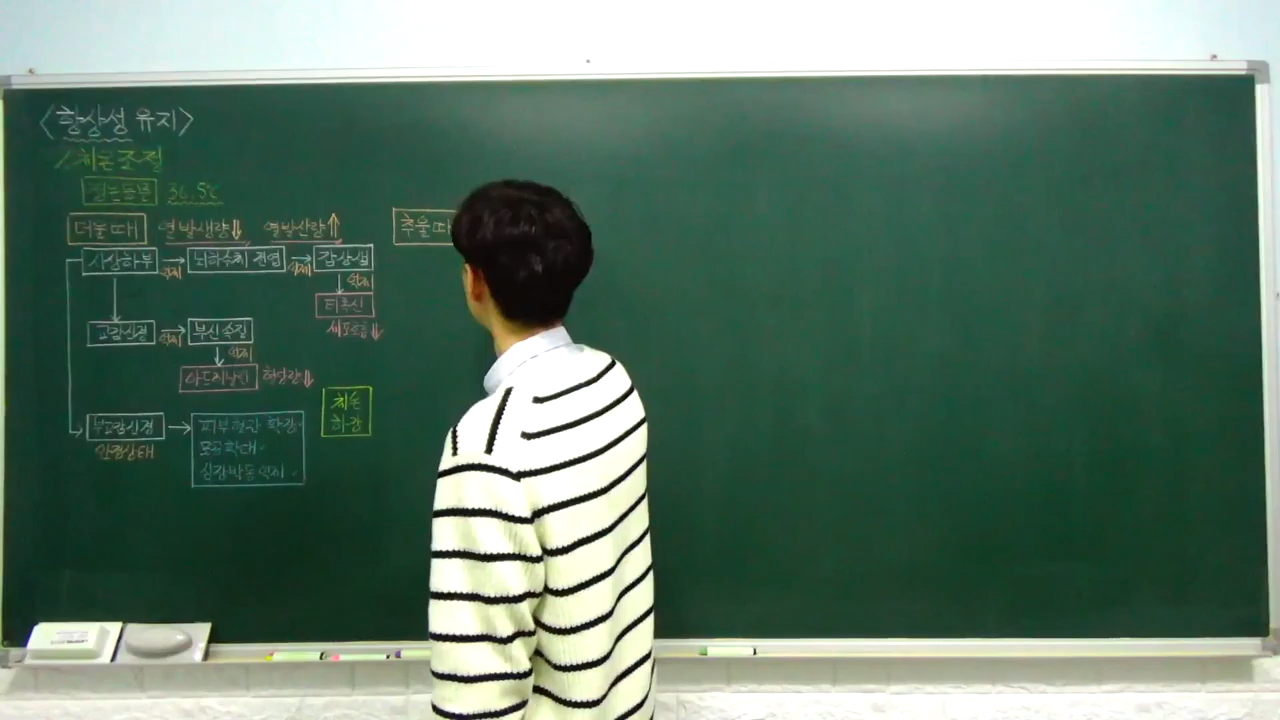 <항상성 유지>
1.체온조절
정온동물 36.5℃
더울때 열발생량⇓ 열발산량⇑
시상하부 → 뇌하수체 전엽 → 갑상샘
억제 억제 억제
티록신
세포호흡⇓
교감신경 → 부신속질
억제 억제
아드레날린 혈당량⇓
체온
하강
부교감신경 → 피부혈관 확장.
안정상태 모공확대.
심장박동억제.
추울때